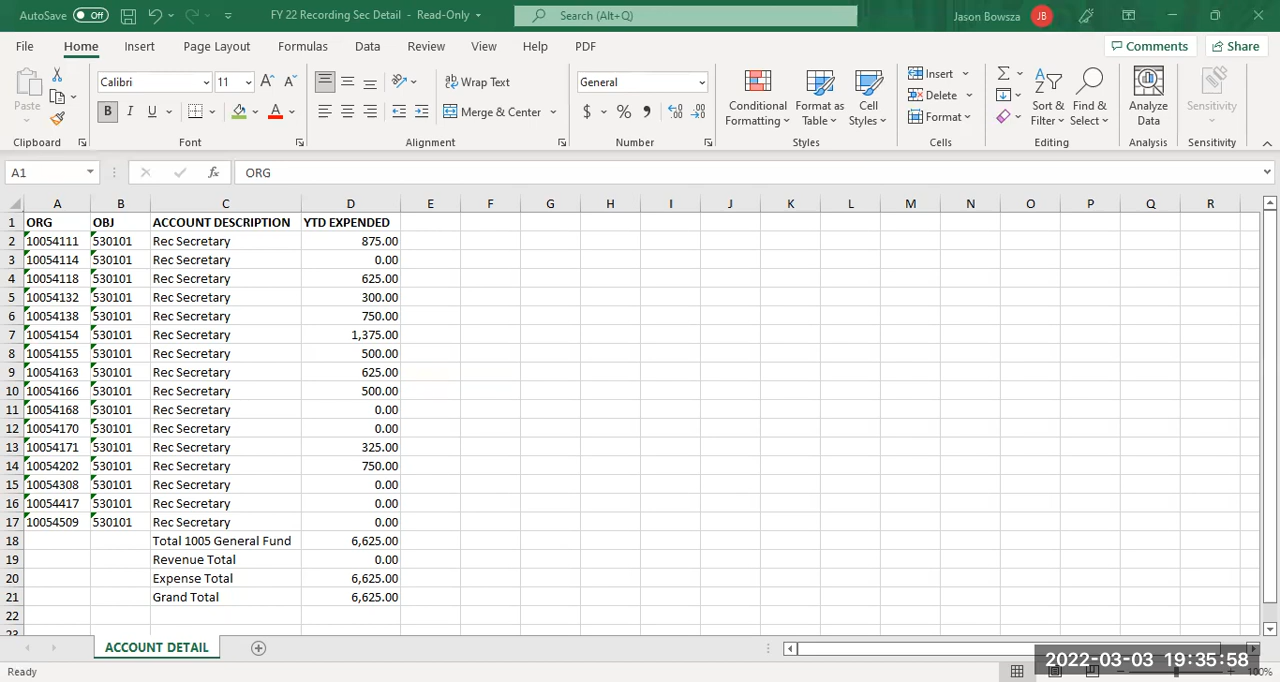 AutoSave Off FY 22 Recording Sec Detail - Read-Only Search (Alt+Q) Jason Bowsza JB
File Home Insert Page Layout Formulas Data Review View Help PDF Comments Share
Calibri 11 A A Wrap Text General Insert Sort & Find & Analyze Sensitivity
Paste B I U A Merge & Center $ % Conditional Formatting Format as Table Cell Styles Delete Format Filter Select Data
Clipboard Font Alignment Number Styles Cells Editing Analysis Sensitivity
A1 fx ORG
A B C D E F G H I J K L M N O P Q R
1 ORG OBJ ACCOUNT DESCRIPTION YTD EXPENDED
2 10054111 530101 Rec Secretary 875.00
3 10054114 530101 Rec Secretary 0.00
4 10054118 530101 Rec Secretary 625.00
5 10054132 530101 Rec Secretary 300.00
6 10054138 530101 Rec Secretary 750.00
7 10054154 530101 Rec Secretary 1,375.00
8 10054155 530101 Rec Secretary 500.00
9 10054163 530101 Rec Secretary 625.00
10 10054166 530101 Rec Secretary 500.00
11 10054168 530101 Rec Secretary 0.00
12 10054170 530101 Rec Secretary 0.00
13 10054171 530101 Rec Secretary 325.00
14 10054202 530101 Rec Secretary 750.00
15 10054308 530101 Rec Secretary 0.00
16 10054417 530101 Rec Secretary 0.00
17 10054509 530101 Rec Secretary 0.00
18 Total 1005 General Fund 6,625.00
19 Revenue Total 0.00
20 Expense Total 6,625.00
21 Grand Total 6,625.00
22
23
ACCOUNT DETAIL
2022-03-03 19:35:58
Ready 100%